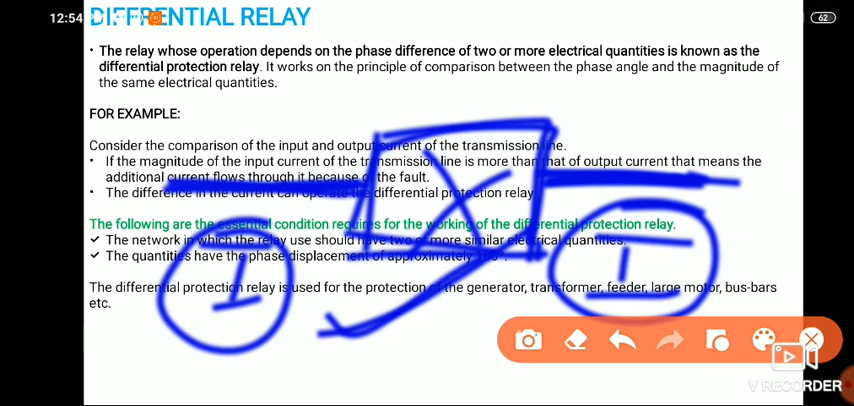 12:54
DIFFRENTIAL RELAY
62
• The relay whose operation depends on the phase difference of two or more electrical quantities is known as the
differential protection relay. It works on the principle of comparison between the phase angle and the magnitude of
the same electrical quantities.
FOR EXAMPLE:
Consider the comparison of the input and output current of the transmission line.
• If the magnitude of the input current of the transmission line is more than that of output current that means the
additional current flows through it because of the fault.
• The difference in the current can operate the differential protection relay.
The following are the essential condition requires for the working of the differential protection relay.
✓ The network in which the relay use should have two or more similar electrical quantities.
✓ The quantities have the phase displacement of approximately 180°.
The differential protection relay is used for the protection of the generator, transformer, feeder, large motor, bus-bars
etc.
I
I
V RECORDER